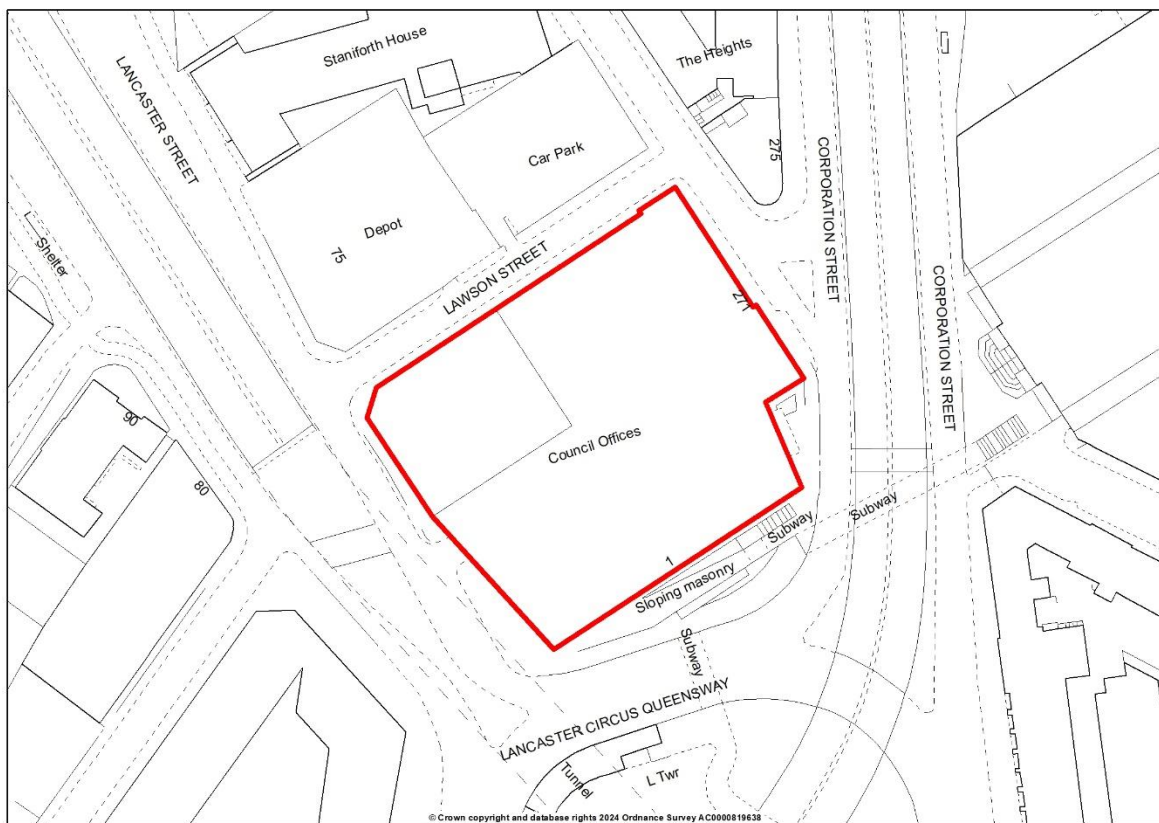 Staniforth House
The Heights
LANCASTER STREET
275
Car Park
CORPORATION STREET
Depot
75
Shelter
LAWSON STREET
271
CORPORATION STREET
90
Council Offices
80
Subway
Subway
1
Sloping masonry
Subway
LANCASTER CIRCUS QUEENSWAY
Tunnel
L Twr
© Crown copyright and database rights 2024 Ordnance Survey AC0000819638